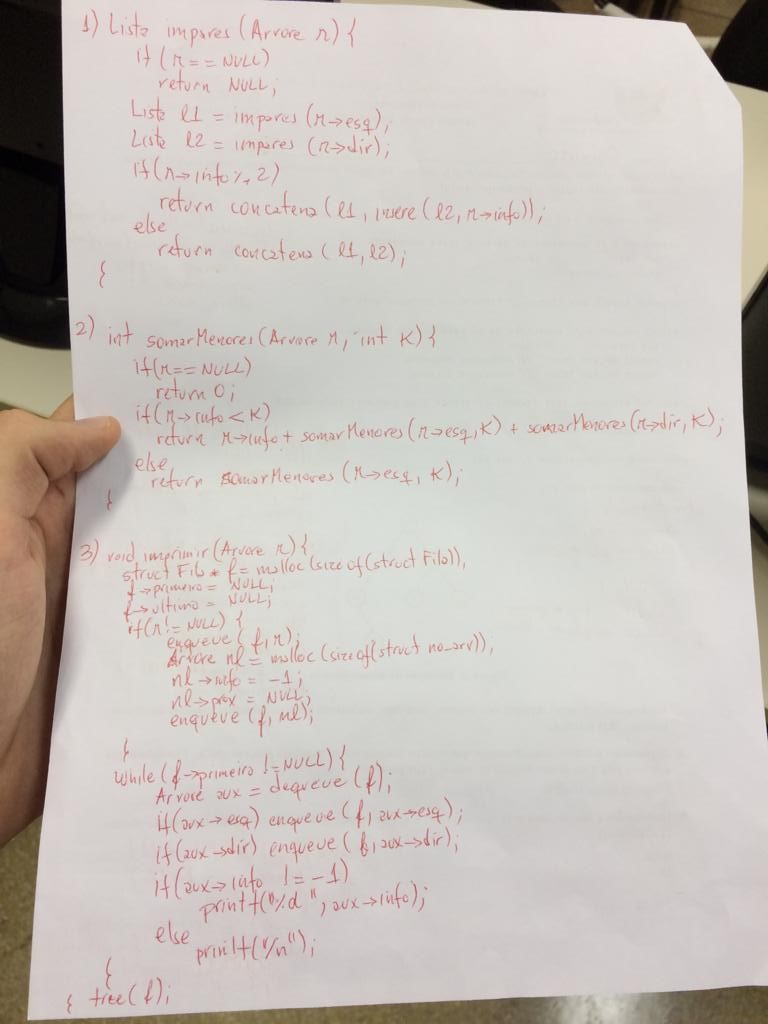 1) Lista impares (Arvore r) {
if (r == NULL)
return NULL;
Lista l1 = impares (r→esq);
Lista l2 = impares (r→dir);
if (r→info % 2)
return concatena (l1, insere (l2, r→info));
else
return concatena (l1, l2);
}
2) int somarMenores (Arvore r, int K) {
if (r == NULL)
return 0;
if (r→info < K)
return r→info + somarMenores (r→esq, K) + somarMenores (r→dir, K);
else
return somarMenores (r→esq, K);
}
3) void imprimir (Arvore r) {
struct Fila * f = malloc (sizeof (struct Fila));
f→primeiro = NULL;
f→ultimo = NULL;
if (r != NULL) {
enqueue (f, r);
Arvore nl = malloc (sizeof (struct no_arv));
nl→info = -1;
nl→prox = NULL;
enqueue (f, nl);
}
while (f→primeiro != NULL) {
Arvore aux = dequeue (f);
if (aux→esq) enqueue (f, aux→esq);
if (aux→dir) enqueue (f, aux→dir);
if (aux→info != -1)
printf ("%d ", aux→info);
else
printf ("/n");
}
} free (f);